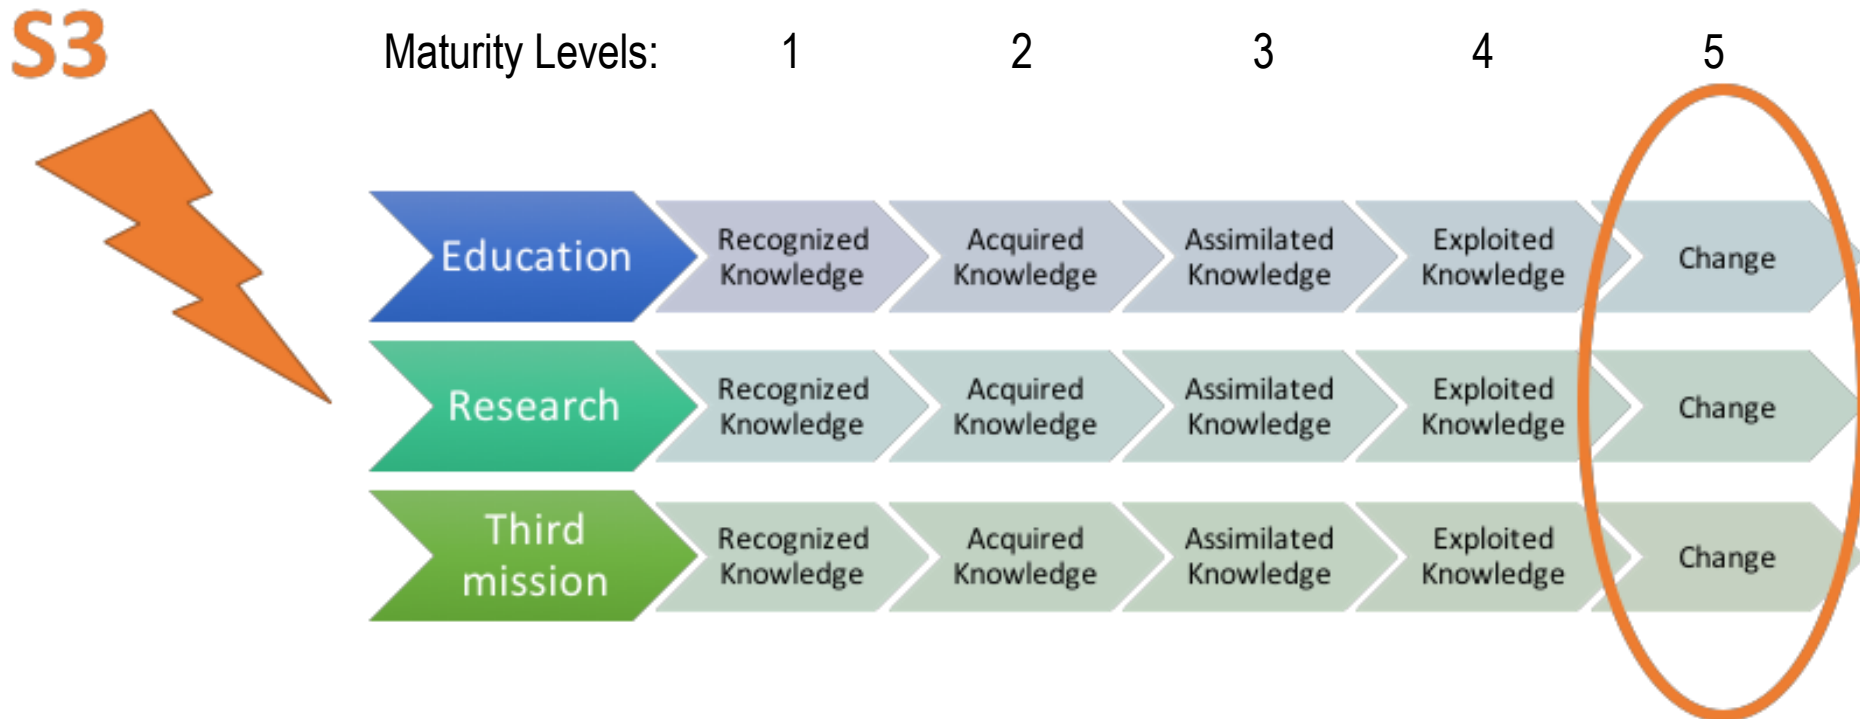 S3
Maturity Levels: 1 2 3 4 5
Education
Recognized
Knowledge
Acquired
Knowledge
Assimilated
Knowledge
Exploited
Knowledge
Change
Research
Recognized
Knowledge
Acquired
Knowledge
Assimilated
Knowledge
Exploited
Knowledge
Change
Third
mission
Recognized
Knowledge
Acquired
Knowledge
Assimilated
Knowledge
Exploited
Knowledge
Change